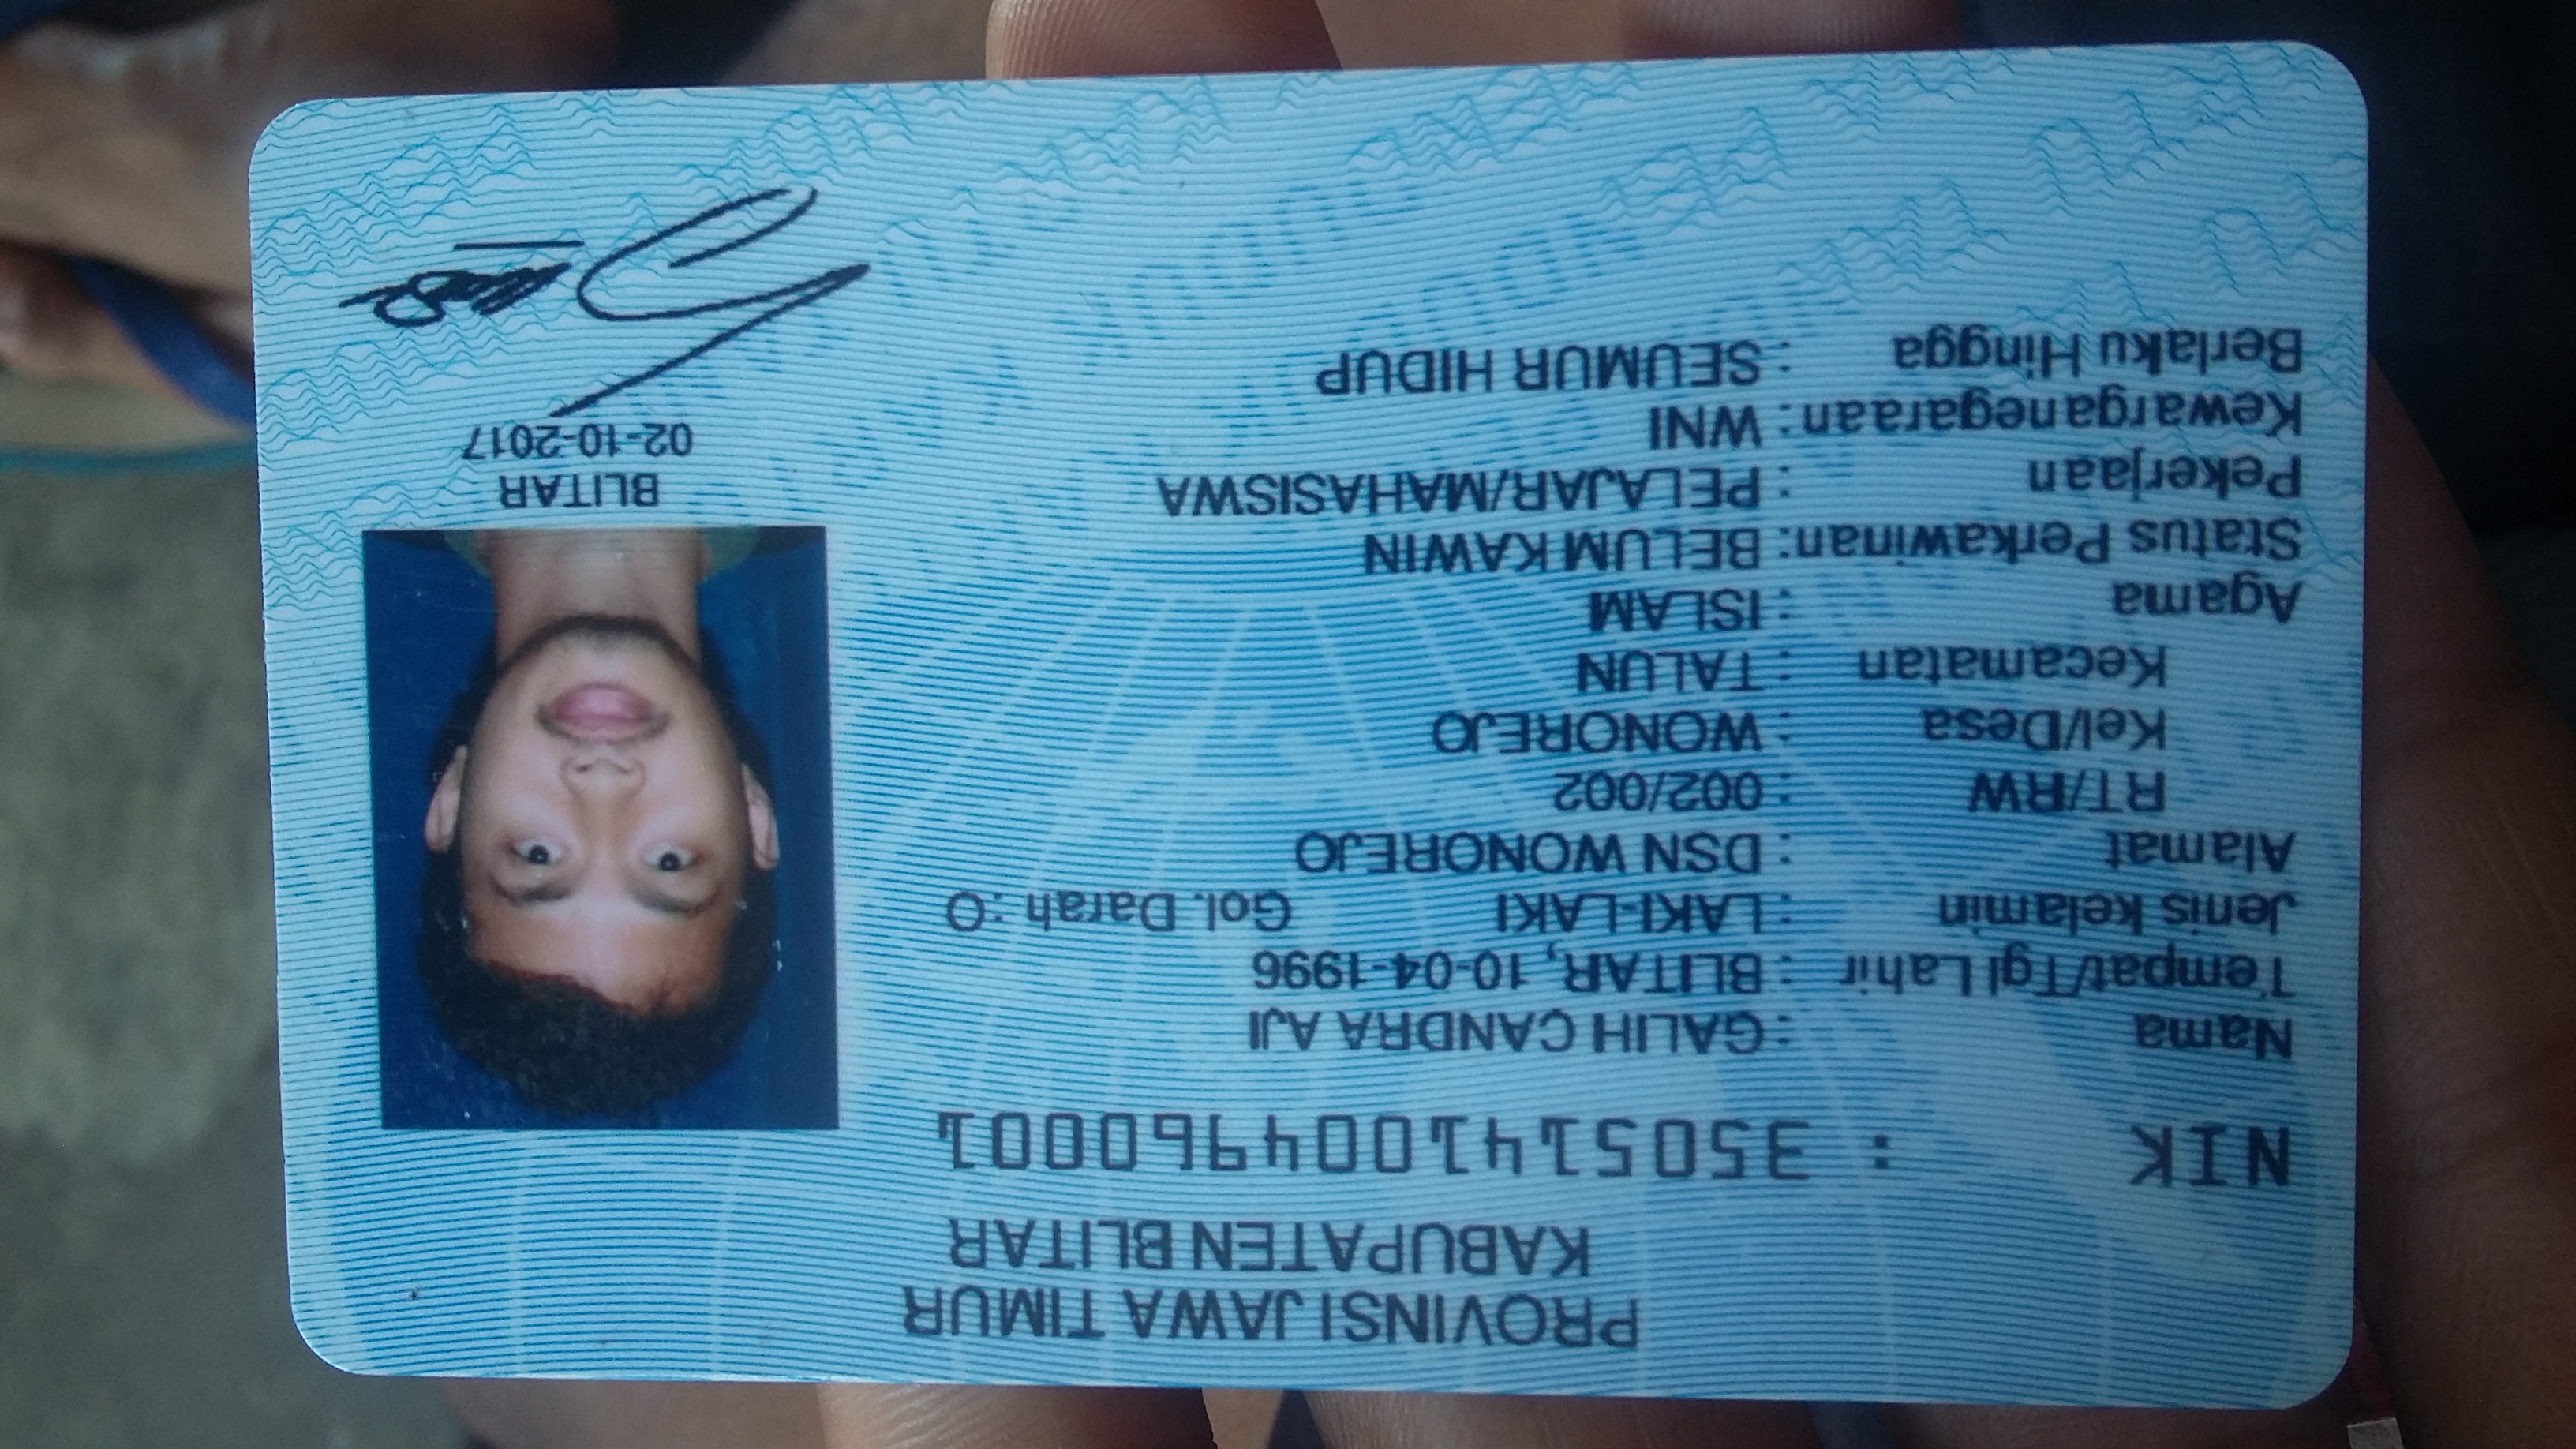 PROVINSI JAWA TIMUR
KABUPATEN BLITAR
NIK : 3505141004960001
Nama : GALIH CANDRA AJI
Tempat/Tgl Lahir : BLITAR, 10-04-1996
Jenis kelamin : LAKI-LAKI Gol. Darah : O
Alamat : DSN WONOREJO
RT/RW : 002/002
Kel/Desa : WONOREJO
Kecamatan : TALUN
Agama : ISLAM
Status Perkawinan: BELUM KAWIN
Pekerjaan : PELAJAR/MAHASISWA
Kewarganegaraan: WNI
Berlaku Hingga : SEUMUR HIDUP
BLITAR
02-10-2017